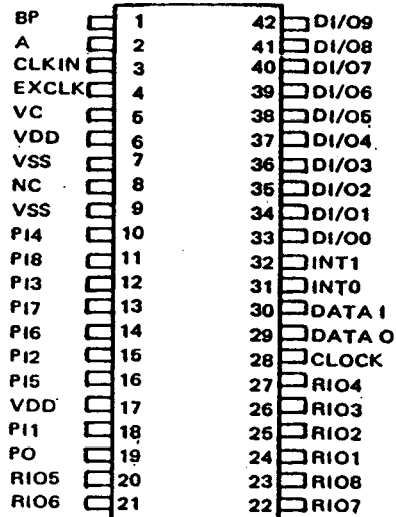 BP 1 42 DI/O9
A 2 41 DI/O8
CLKIN 3 40 DI/O7
EXCLK 4 39 DI/O6
VC 5 38 DI/O5
VDD 6 37 DI/O4
VSS 7 36 DI/O3
NC 8 35 DI/O2
VSS 9 34 DI/O1
PI4 10 33 DI/O0
PI8 11 32 INT1
PI3 12 31 INT0
PI7 13 30 DATA I
PI6 14 29 DATA O
PI2 15 28 CLOCK
PI5 16 27 RIO4
VDD 17 26 RIO3
PI1 18 25 RIO2
PO 19 24 RIO1
RIO5 20 23 RIO8
RIO6 21 22 RIO7